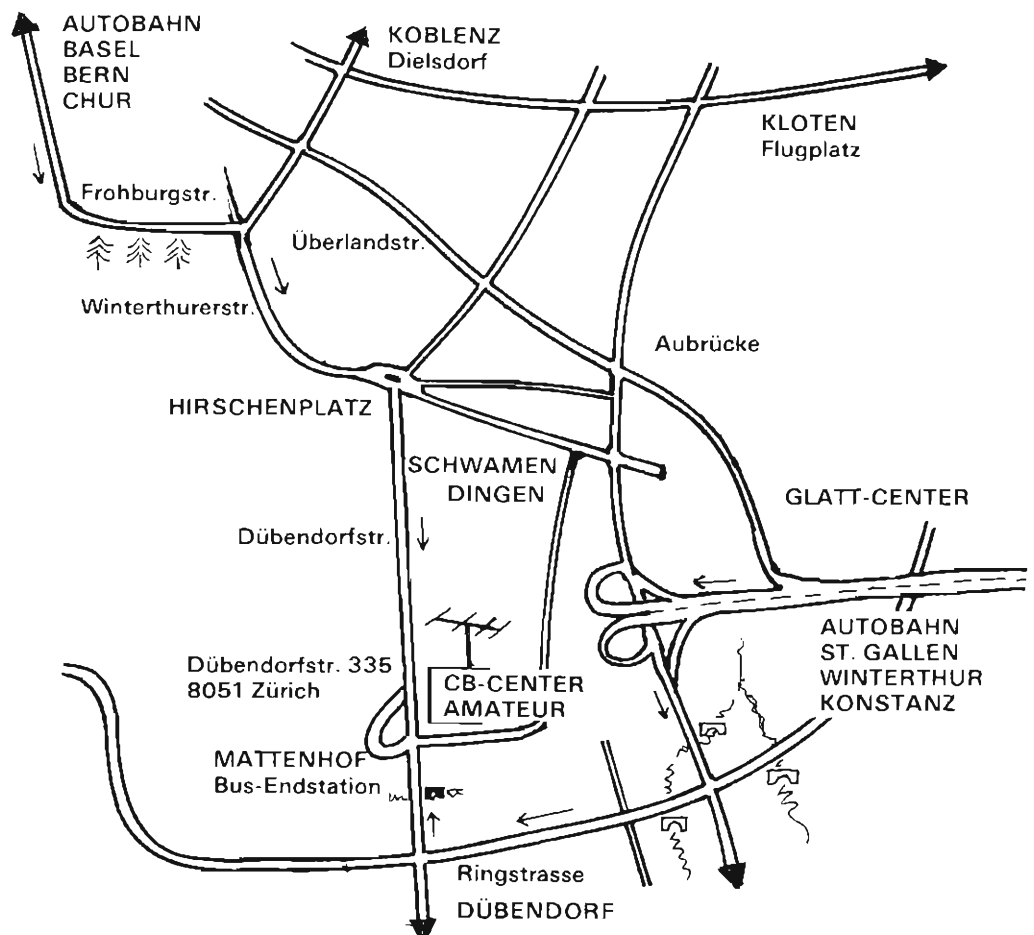 AUTOBAHN
BASEL
BERN
CHUR
KOBLENZ
Dielsdorf
KLOTEN
Flugplatz
Frohburgstr.
Überlandstr.
Winterthurerstr.
Aubrücke
HIRSCHENPLATZ
SCHWAMEN
DINGEN
GLATT-CENTER
Dübendorfstr.
AUTOBAHN
ST. GALLEN
WINTERTHUR
KONSTANZ
Dübendorfstr. 335
8051 Zürich
CB-CENTER
AMATEUR
MATTENHOF
Bus-Endstation
Ringstrasse
DÜBENDORF